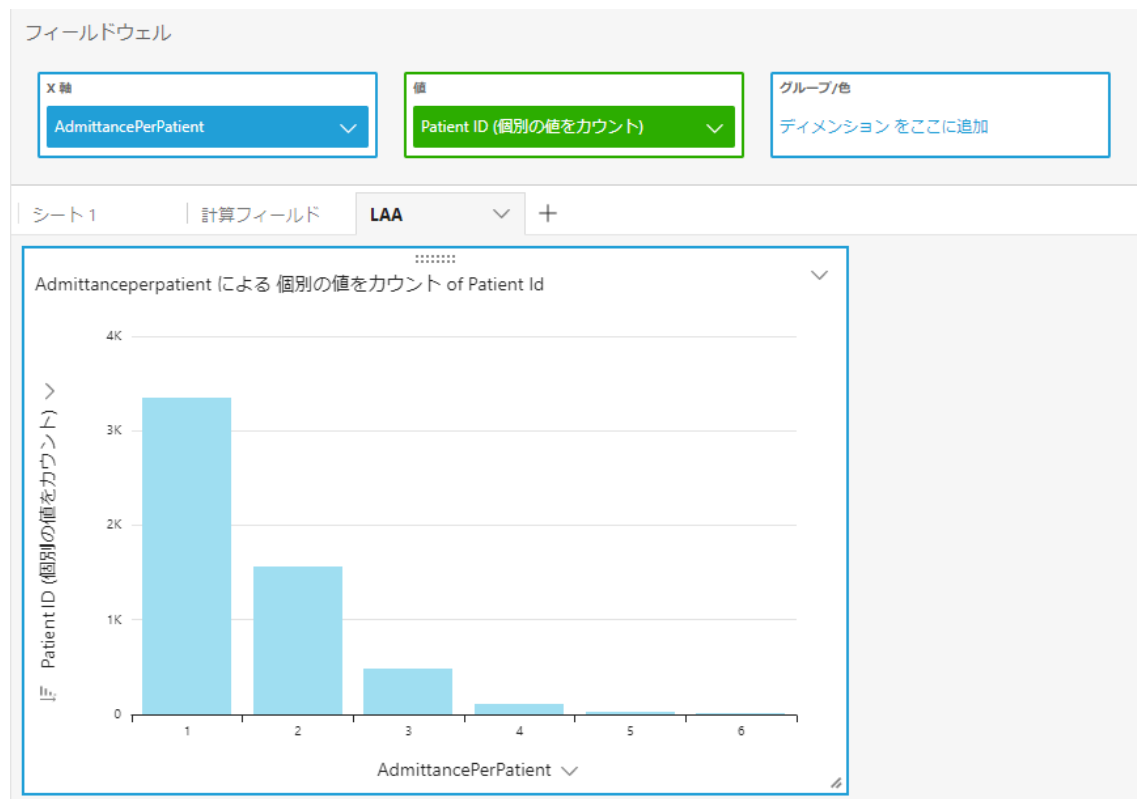 フィールドウェル
X 軸
AdmittancePerPatient
値
Patient ID (個別の値をカウント)
グループ/色
ディメンション をここに追加
シート 1
計算フィールド
LAA
Admittanceperpatient による 個別の値をカウント of Patient Id
Patient ID (個別の値をカウント)
4K
3K
2K
1K
0
1 2 3 4 5 6
AdmittancePerPatient